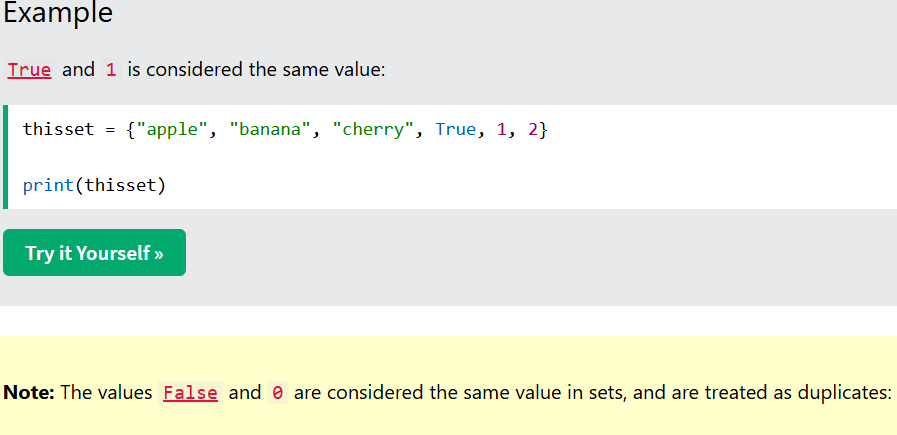 Example
True and 1 is considered the same value:
thisset = {"apple", "banana", "cherry", True, 1, 2}
print(thisset)
Try it Yourself »
Note: The values False and 0 are considered the same value in sets, and are treated as duplicates: